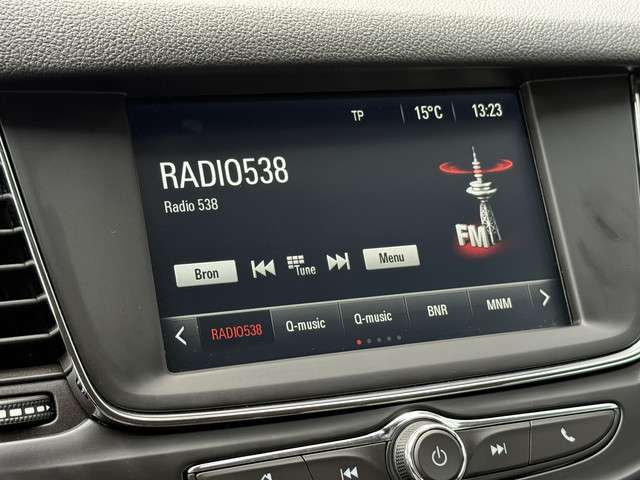 TP 15°C 13:23
RADIO538
Radio 538
FM
Bron Tune Menu
RADIO538 Q-music Q-music BNR MNM